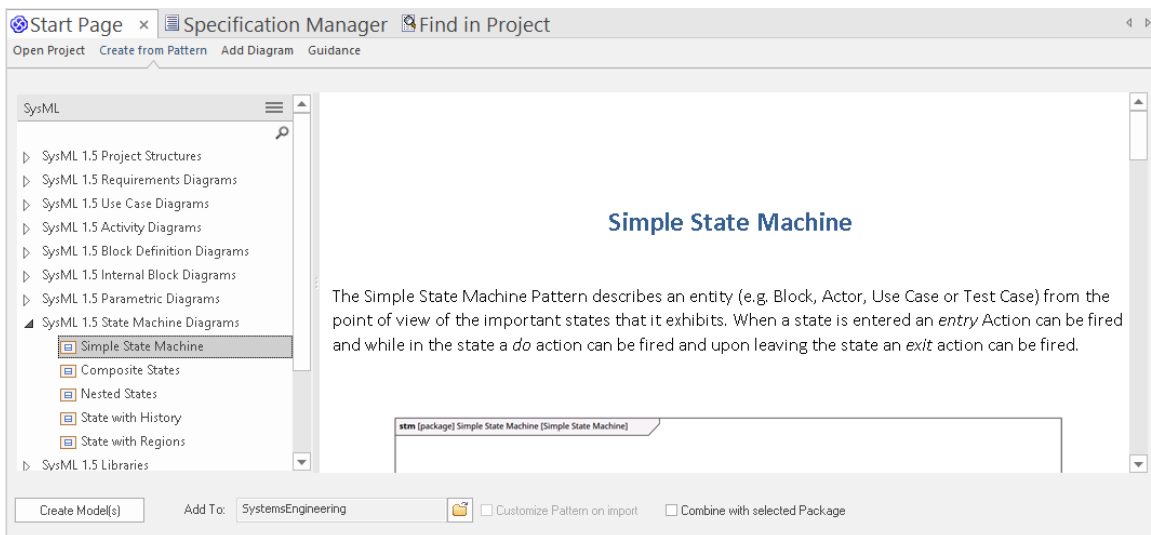 Start Page × Specification Manager Find in Project
Open Project Create from Pattern Add Diagram Guidance
SysML
SysML 1.5 Project Structures
SysML 1.5 Requirements Diagrams
SysML 1.5 Use Case Diagrams
SysML 1.5 Activity Diagrams
SysML 1.5 Block Definition Diagrams
SysML 1.5 Internal Block Diagrams
SysML 1.5 Parametric Diagrams
SysML 1.5 State Machine Diagrams
Simple State Machine
Composite States
Nested States
State with History
State with Regions
SysML 1.5 Libraries
Simple State Machine
The Simple State Machine Pattern describes an entity (e.g. Block, Actor, Use Case or Test Case) from the
point of view of the important states that it exhibits. When a state is entered an entry Action can be fired
and while in the state a do action can be fired and upon leaving the state an exit action can be fired.
stm [package] Simple State Machine [Simple State Machine]
Create Model(s) Add To: SystemsEngineering Customize Pattern on import Combine with selected Package